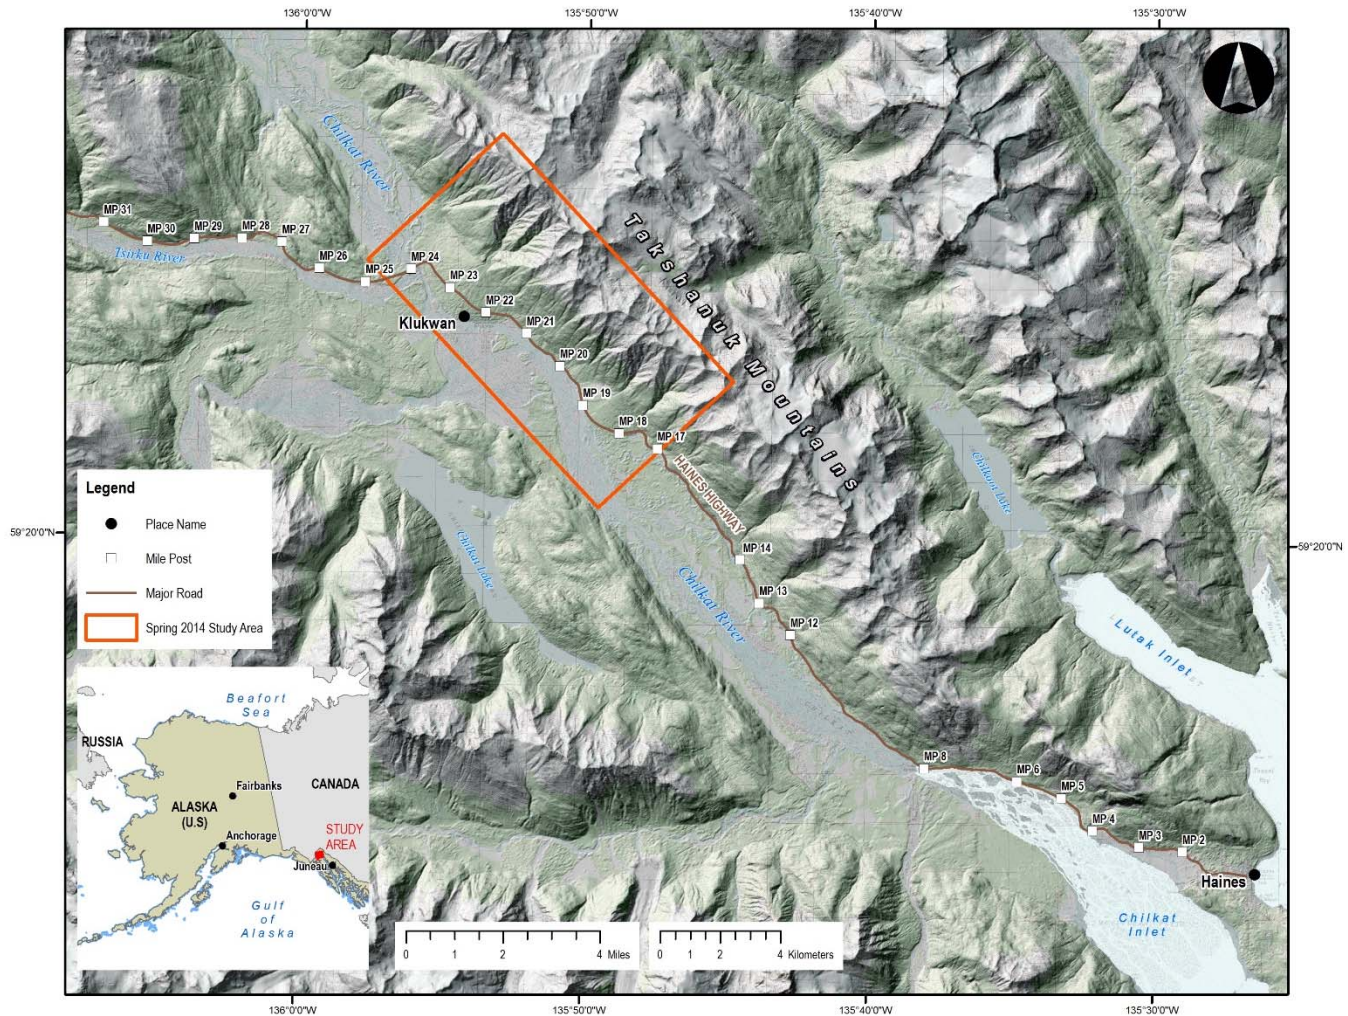 136°0'0"W
135°50'0"W
135°40'0"W
135°30'0"W
Chilkat River
Takshanuk Mountains
MP 31
MP 30
MP 29
MP 28
MP 27
MP 26
MP 25
MP 24
MP 23
MP 22
MP 21
MP 20
MP 19
MP 18
MP 17
Tsirku River
Klukwan
HAINES HIGHWAY
Chilkoot Lake
59°20'0"N
59°20'0"N
Chilkat Lake
MP 14
MP 13
MP 12
Chilkat River
Lutak Inlet
MP 8
MP 6
MP 5
MP 4
MP 3
MP 2
Haines
Chilkat
Inlet
Legend
Place Name
Mile Post
Major Road
Spring 2014 Study Area
Beafort
Sea
RUSSIA
CANADA
Fairbanks
ALASKA
(U.S)
Anchorage
STUDY
AREA
Juneau
Gulf
of
Alaska
0 2 4 Miles
0 1 2 4 Kilometers
136°0'0"W
135°50'0"W
135°40'0"W
135°30'0"W